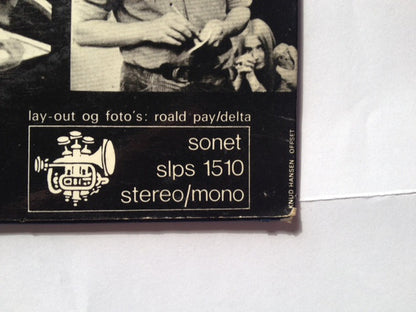 lay-out og foto's: roald pay/delta
sonet
slps 1510
stereo/mono
KNUD HANSEN OFFSET